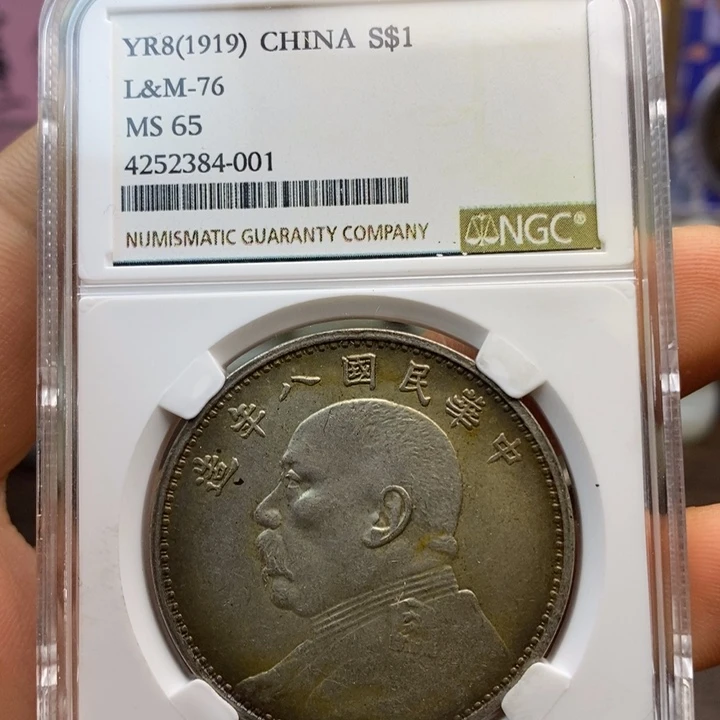 YR8(1919) CHINA S$1
L&M-76
MS 65
4252384-001
NUMISMATIC GUARANTY COMPANY
NGC®
中華民國八年造